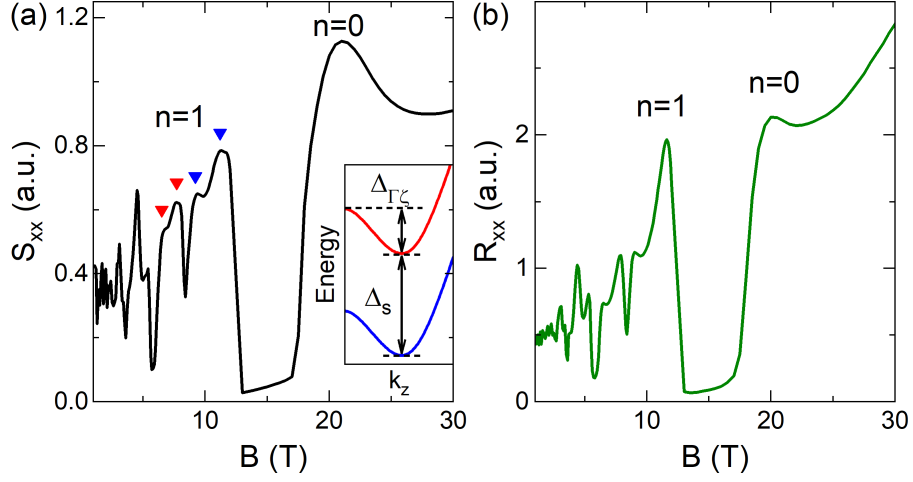 (a)
n=0
n=1
S_xx (a.u.)
1.2
0.8
0.4
0.0
Δ_Γζ
Δ_s
Energy
k_z
10
20
30
B (T)
(b)
n=1
n=0
R_xx (a.u.)
2
1
0
10
20
30
B (T)